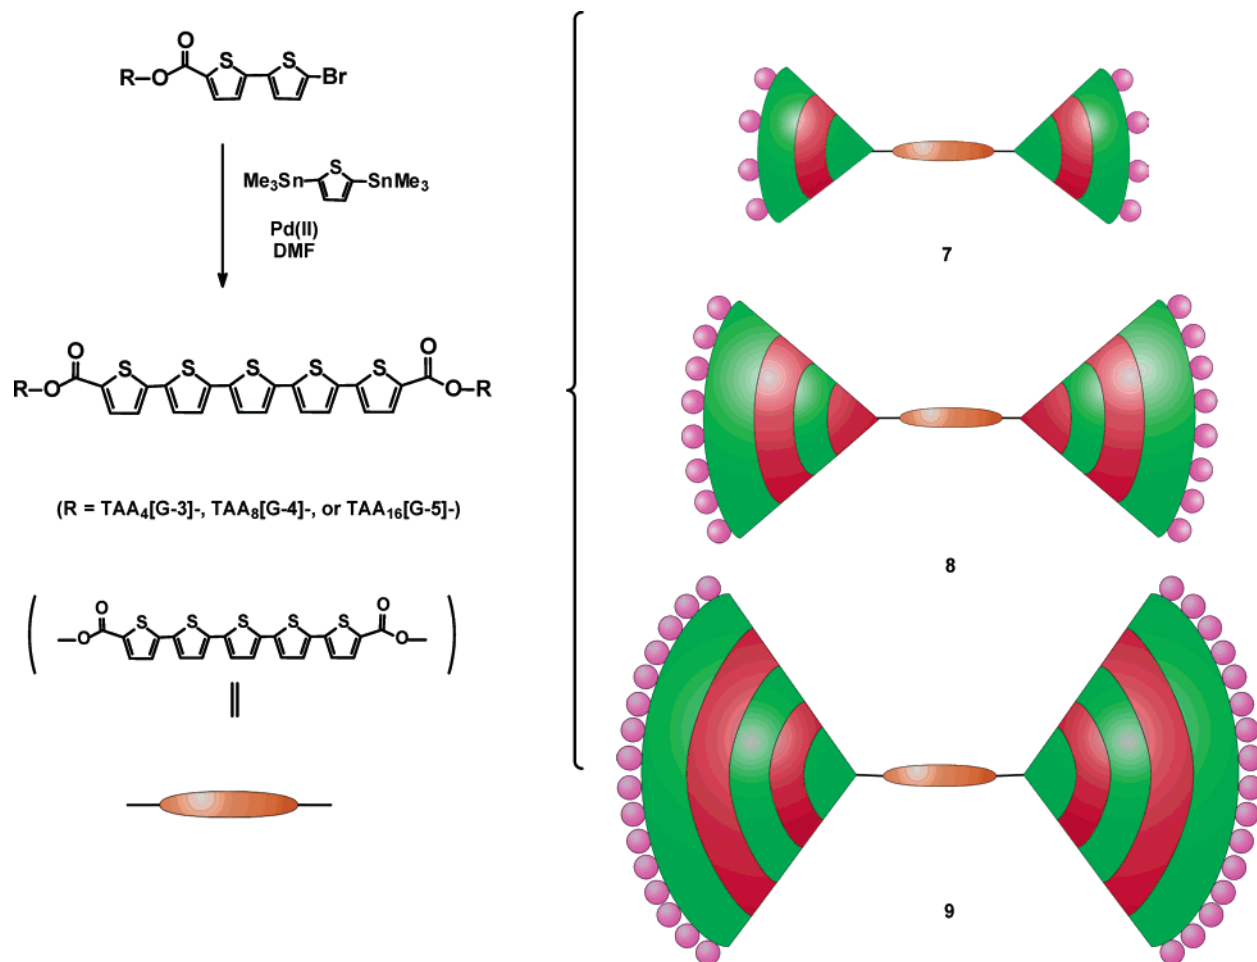 O
R–O
S
S
Br
Me₃Sn
S
SnMe₃
Pd(II)
DMF
O
R–O
S
S
S
S
S
O
O–R
(R = TAA₄[G-3]-, TAA₈[G-4]-, or TAA₁₆[G-5]-)
O
O
S
S
S
S
S
O
O
7
8
9